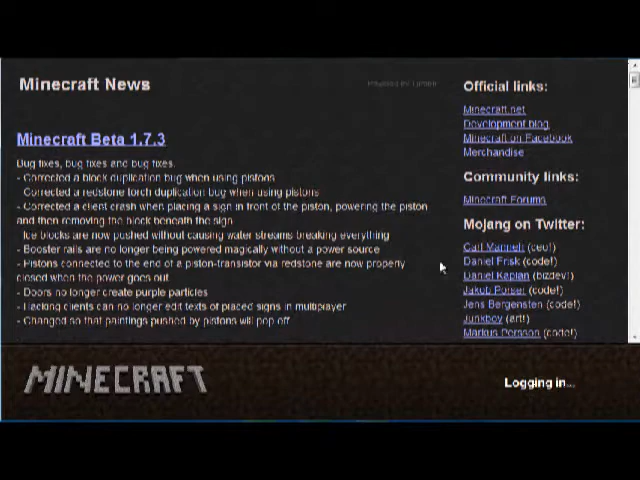 Minecraft News
Powered by Tumblr
Minecraft Beta 1.7.3
Bug fixes, bug fixes and bug fixes.
- Corrected a block duplication bug when using pistons
- Corrected a redstone torch duplication bug when using pistons
- Corrected a client crash when placing a sign in front of the piston, powering the piston
and then removing the block beneath the sign
- Ice blocks are now pushed without causing water streams breaking everything
- Booster rails are no longer being powered magically without a power source
- Pistons connected to the end of a piston-transistor via redstone are now properly
closed when the power goes out
- Doors no longer create purple particles
- Hacking clients can no longer edit texts of placed signs in multiplayer
- Changed so that paintings pushed by pistons will pop off
Official links:
Minecraft.net
Development blog
Minecraft on Facebook
Merchandise
Community links:
Minecraft Forums
Mojang on Twitter:
Carl Manneh (ceo!)
Daniel Frisk (code!)
Daniel Kaplan (bizdev!)
Jakob Porser (code!)
Jens Bergensten (code!)
Junkboy (art!)
Markus Persson (code!)
MINECRAFT
Logging in...